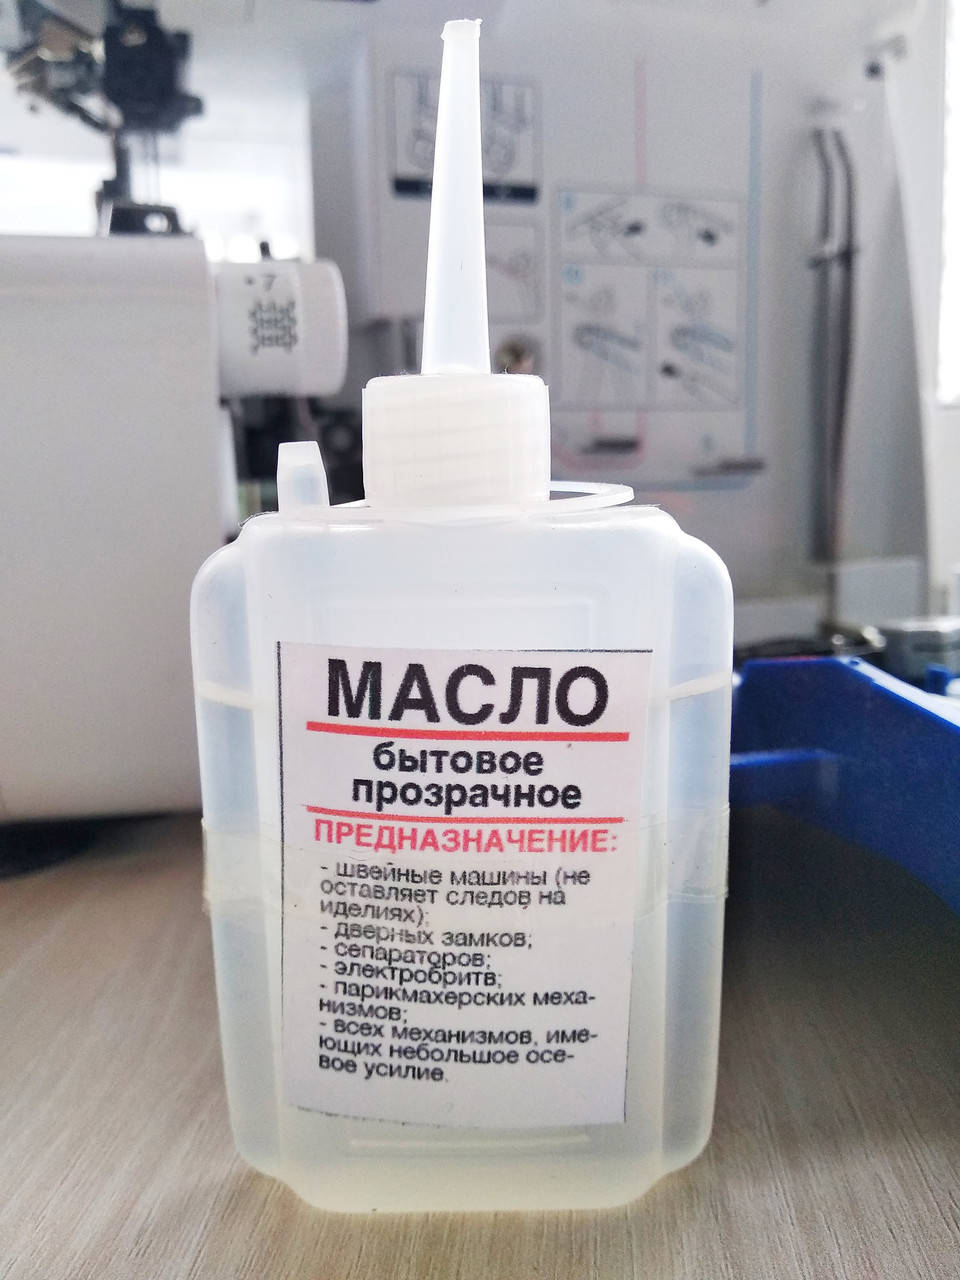 МАСЛО
бытовое
прозрачное
ПРЕДНАЗНАЧЕНИЕ:
- швейные машины (не
оставляет следов на
иделиях);
- дверных замков;
- сепараторов;
- электробритв;
- парикмахерских меха-
низмов;
- всех механизмов, име-
ющих небольшое осе-
вое усилие.
7